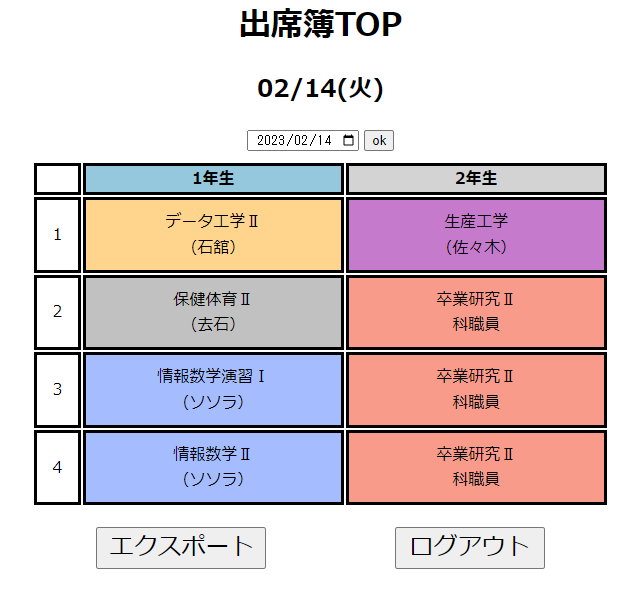 出席簿TOP
02/14(火)
2023/02/14 ok
1年生 2年生
1 データ工学Ⅱ 生産工学
(石舘) (佐々木)
2 保健体育Ⅱ 卒業研究Ⅱ
(去石) 科職員
3 情報数学演習Ⅰ 卒業研究Ⅱ
(ソソラ) 科職員
4 情報数学Ⅱ 卒業研究Ⅱ
(ソソラ) 科職員
エクスポート ログアウト